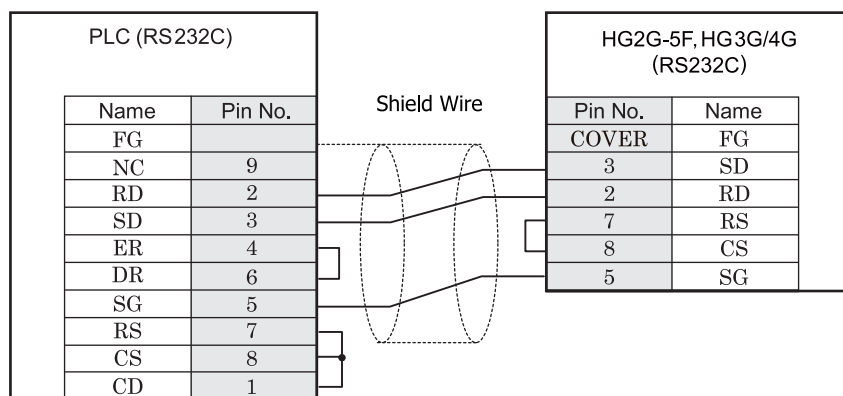 PLC (RS232C)
Name Pin No.
FG
NC 9
RD 2
SD 3
ER 4
DR 6
SG 5
RS 7
CS 8
CD 1
Shield Wire
HG2G-5F, HG3G/4G
(RS232C)
Pin No. Name
COVER FG
3 SD
2 RD
7 RS
8 CS
5 SG